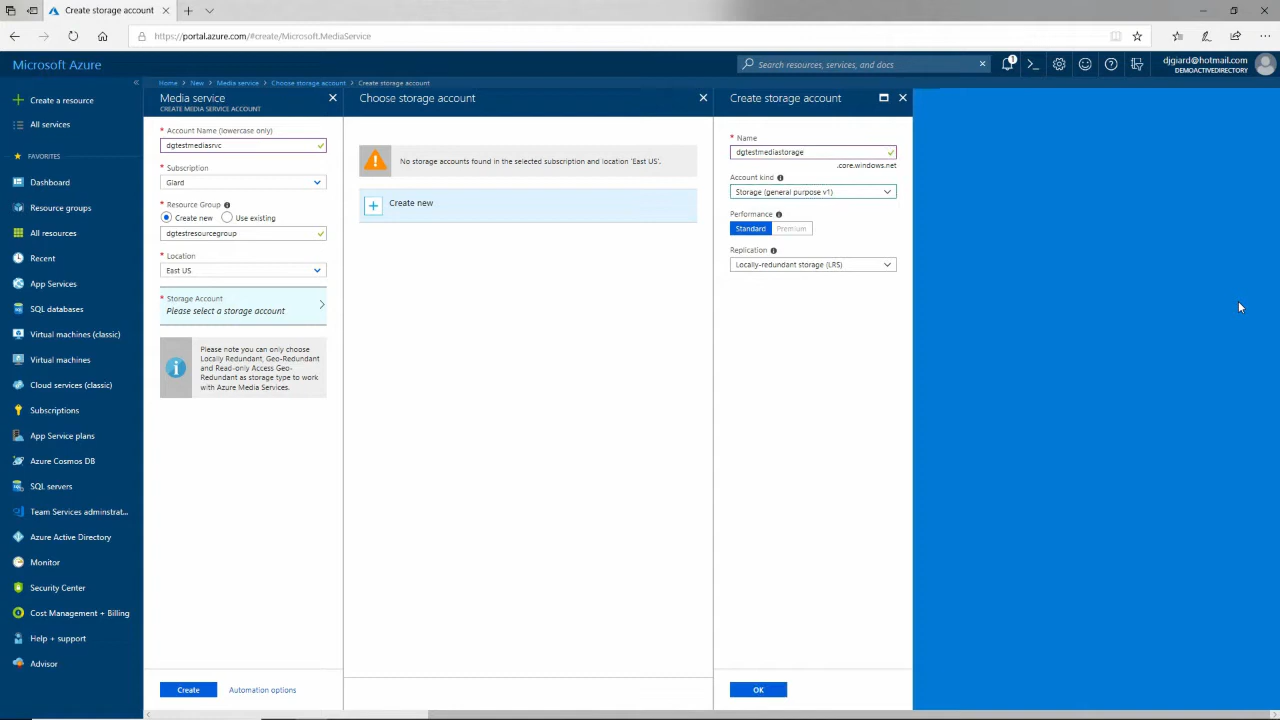 Create storage account
https://portal.azure.com/#create/Microsoft.MediaService
Microsoft Azure
Search resources, services, and docs
1
djgiard@hotmail.com
DEMOACTIVEDIRECTORY
Create a resource
All services
FAVORITES
Dashboard
Resource groups
All resources
Recent
App Services
SQL databases
Virtual machines (classic)
Virtual machines
Cloud services (classic)
Subscriptions
App Service plans
Azure Cosmos DB
SQL servers
Team Services adminstrat...
Azure Active Directory
Monitor
Security Center
Cost Management + Billing
Help + support
Advisor
Home New Media service Choose storage account Create storage account
Media service
CREATE MEDIA SERVICE ACCOUNT
* Account Name (lowercase only)
dgtestmediasrvc
* Subscription
Giard
* Resource Group
Create new Use existing
dgtestresourcegroup
* Location
East US
* Storage Account
Please select a storage account
Please note you can only choose
Locally Redundant, Geo-Redundant
and Read-only Access Geo-
Redundant as storage type to work
with Azure Media Services.
Create Automation options
Choose storage account
No storage accounts found in the selected subscription and location 'East US'.
Create new
Create storage account
* Name
dgtestmediastorage
.core.windows.net
Account kind
Storage (general purpose v1)
Performance
Standard Premium
Replication
Locally-redundant storage (LRS)
OK